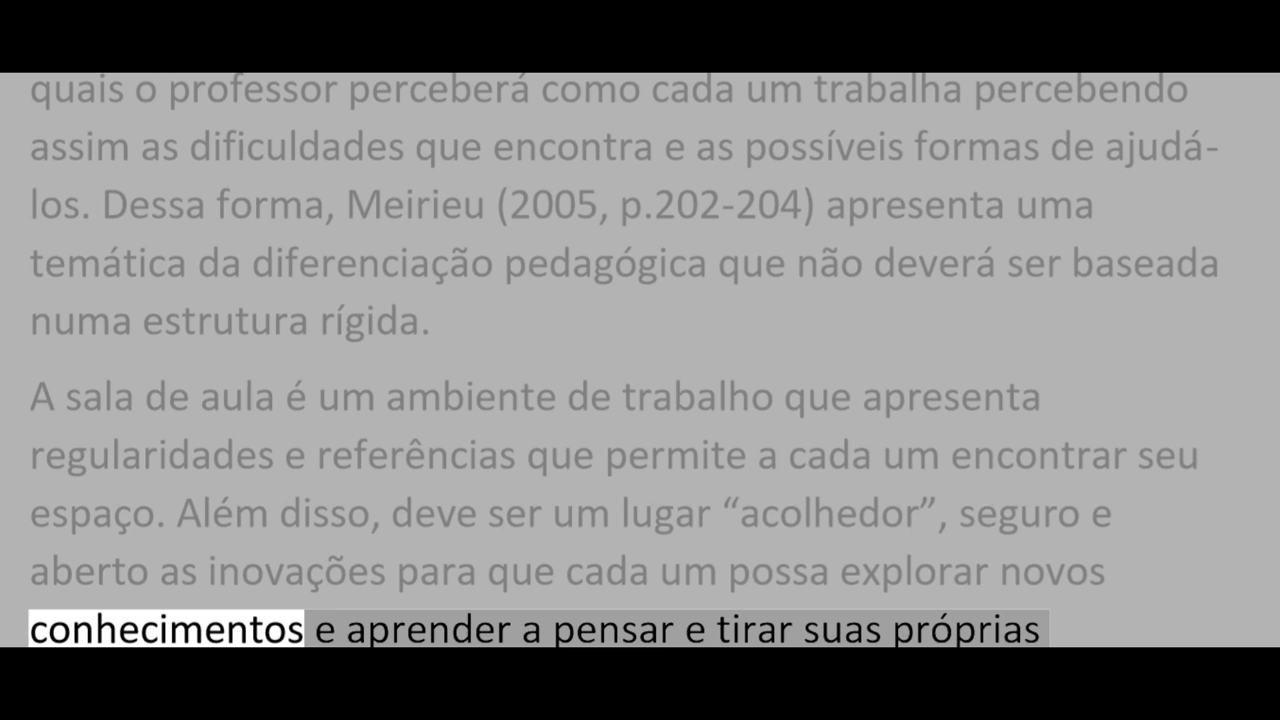 quais o professor perceberá como cada um trabalha percebendo
assim as dificuldades que encontra e as possíveis formas de ajudá-
los. Dessa forma, Meirieu (2005, p.202-204) apresenta uma
temática da diferenciação pedagógica que não deverá ser baseada
numa estrutura rígida.
A sala de aula é um ambiente de trabalho que apresenta
regularidades e referências que permite a cada um encontrar seu
espaço. Além disso, deve ser um lugar “acolhedor”, seguro e
aberto as inovações para que cada um possa explorar novos
conhecimentos e aprender a pensar e tirar suas próprias